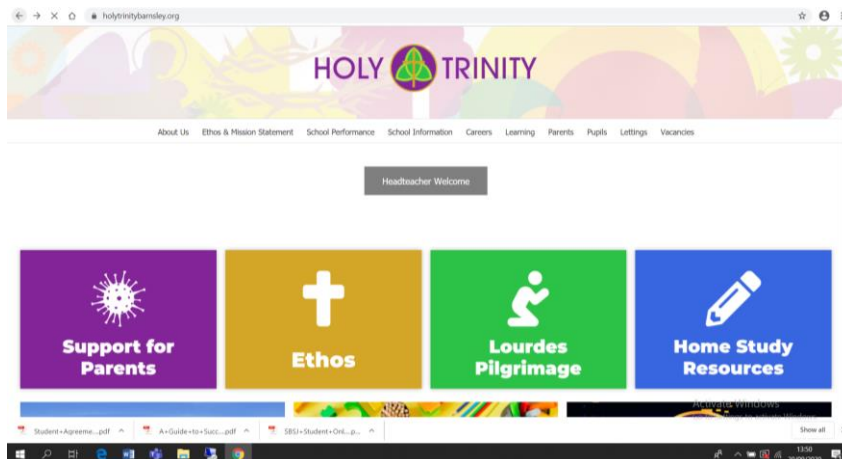 holytrinitybarnsley.org
HOLY TRINITY
About Us Ethos & Mission Statement School Performance School Information Careers Learning Parents Pupils Lettings Vacancies
Headteacher Welcome
Support for
Parents
Ethos
Lourdes
Pilgrimage
Home Study
Resources
Activate Windows
Student+Agreeme....pdf
A+Guide+to+Succ....pdf
SBSJ+Student+Onl....p...
Show all
13:50